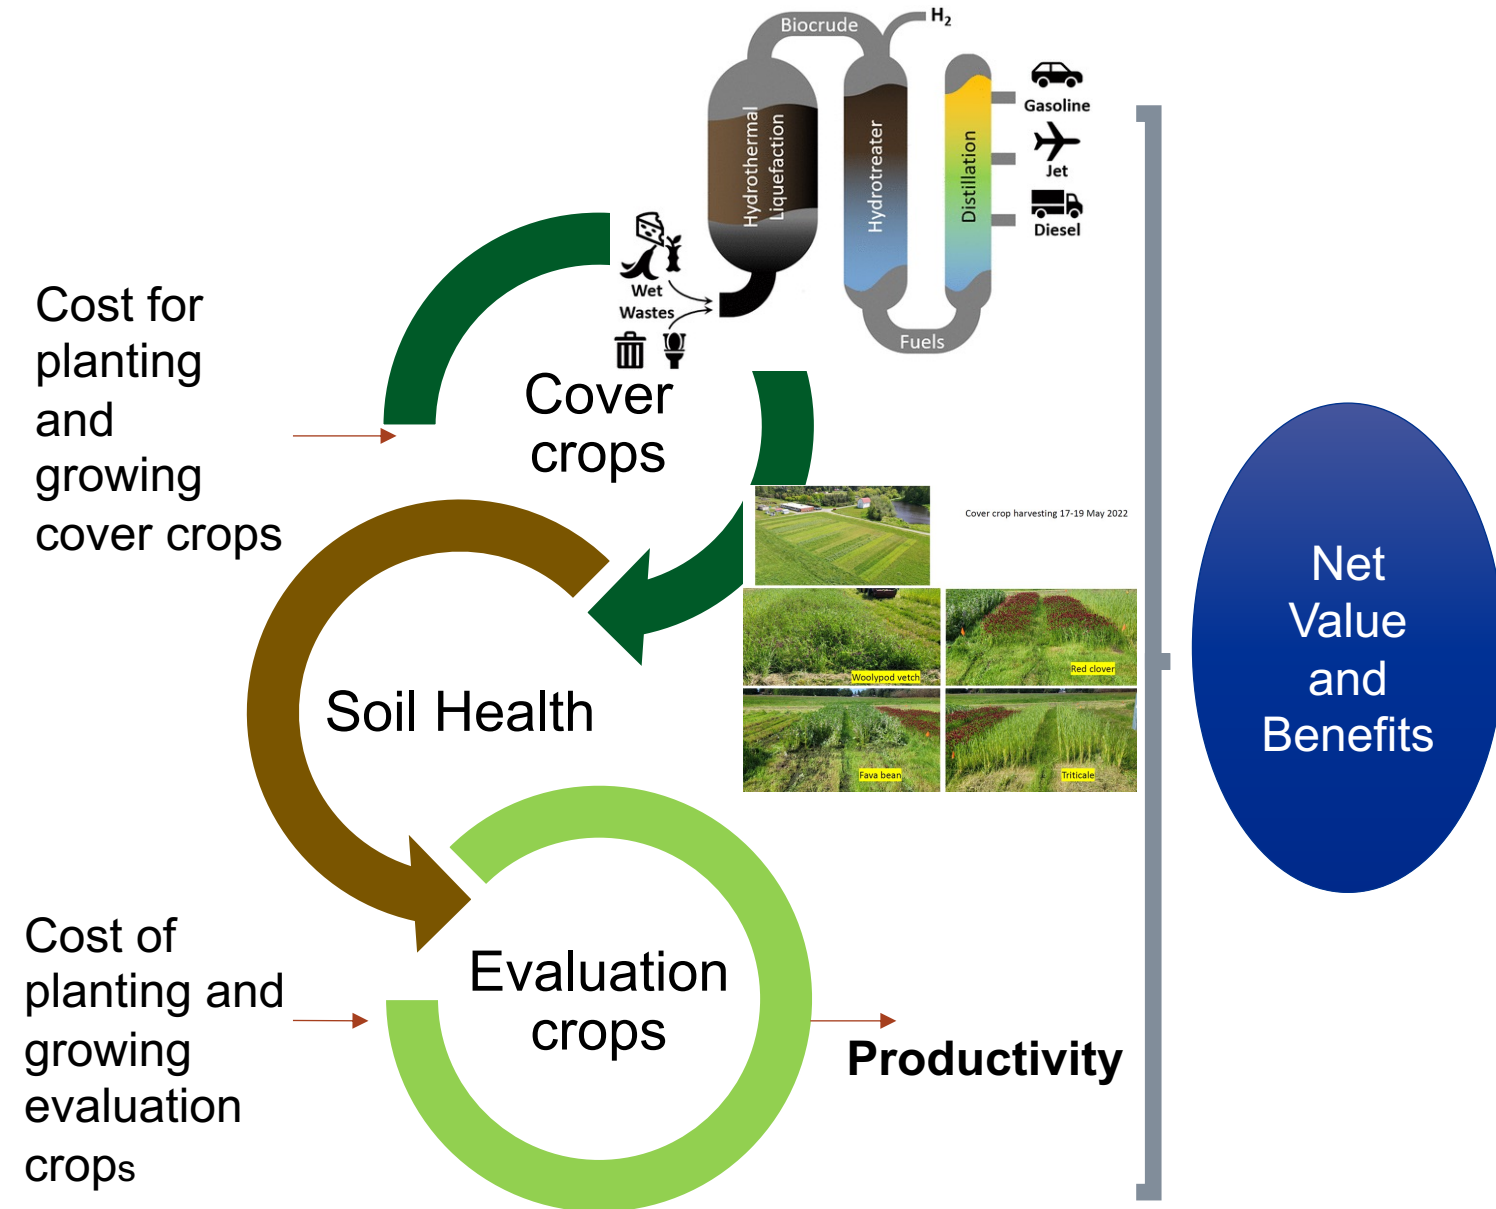 Biocrude
H₂
Hydrothermal
Liquefaction
Hydrotreater
Distillation
Gasoline
Jet
Diesel
Wet
Wastes
Fuels
Cost for
planting
and
growing
cover crops
Cover
crops
Cover crop harvesting 17-19 May 2022
Woolypod vetch
Red clover
Fava bean
Triticale
Soil Health
Net
Value
and
Benefits
Cost of
planting and
growing
evaluation
crops
Evaluation
crops
Productivity